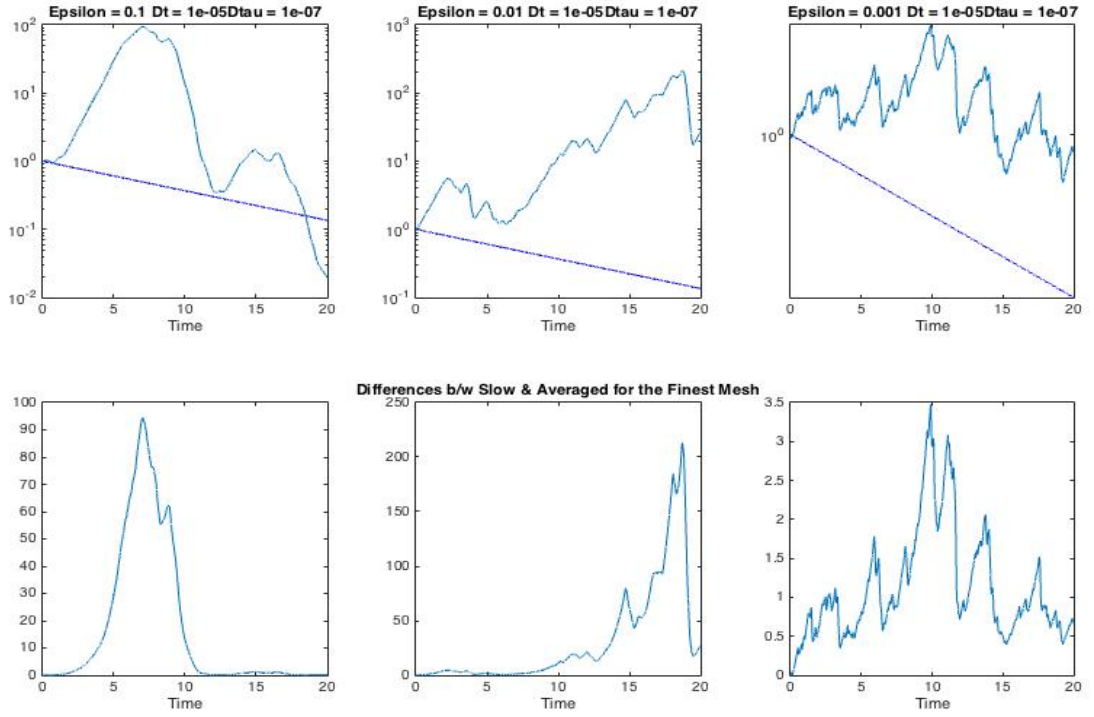 Epsilon = 0.1 Dt = 1e-05Dtau = 1e-07
10^2
10^1
10^0
10^-1
10^-2
0 5 10 15 20
Time
Epsilon = 0.01 Dt = 1e-05Dtau = 1e-07
10^3
10^2
10^1
10^0
10^-1
0 5 10 15 20
Time
Epsilon = 0.001 Dt = 1e-05Dtau = 1e-07
10^0
0 5 10 15 20
Time
Differences b/w Slow & Averaged for the Finest Mesh
100
90
80
70
60
50
40
30
20
10
0
0 5 10 15 20
Time
250
200
150
100
50
0
0 5 10 15 20
Time
3.5
3
2.5
2
1.5
1
0.5
0
0 5 10 15 20
Time